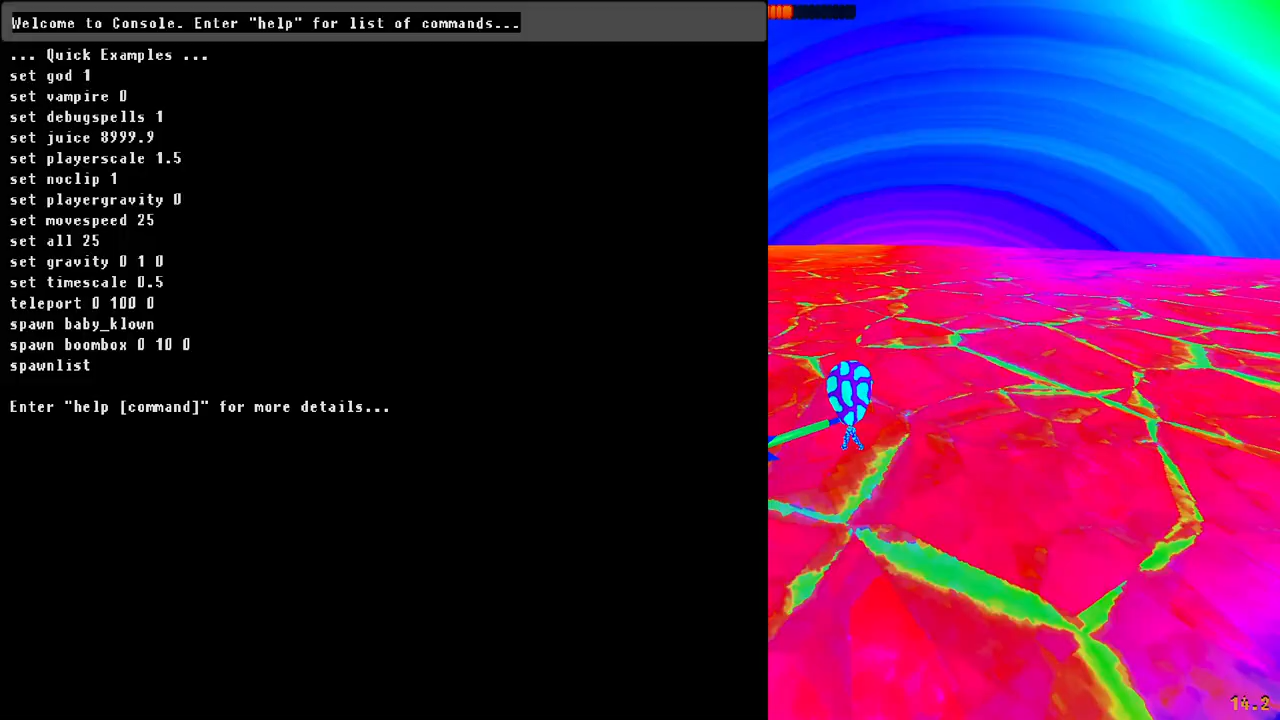 Welcome to Console. Enter "help" for list of commands...
... Quick Examples ...
set god 1
set vampire 0
set debugspells 1
set juice 8999.9
set playerscale 1.5
set noclip 1
set playergravity 0
set movespeed 25
set all 25
set gravity 0 1 0
set timescale 0.5
teleport 0 100 0
spawn baby_klown
spawn boombox 0 10 0
spawnlist
Enter "help [command]" for more details...
14.2